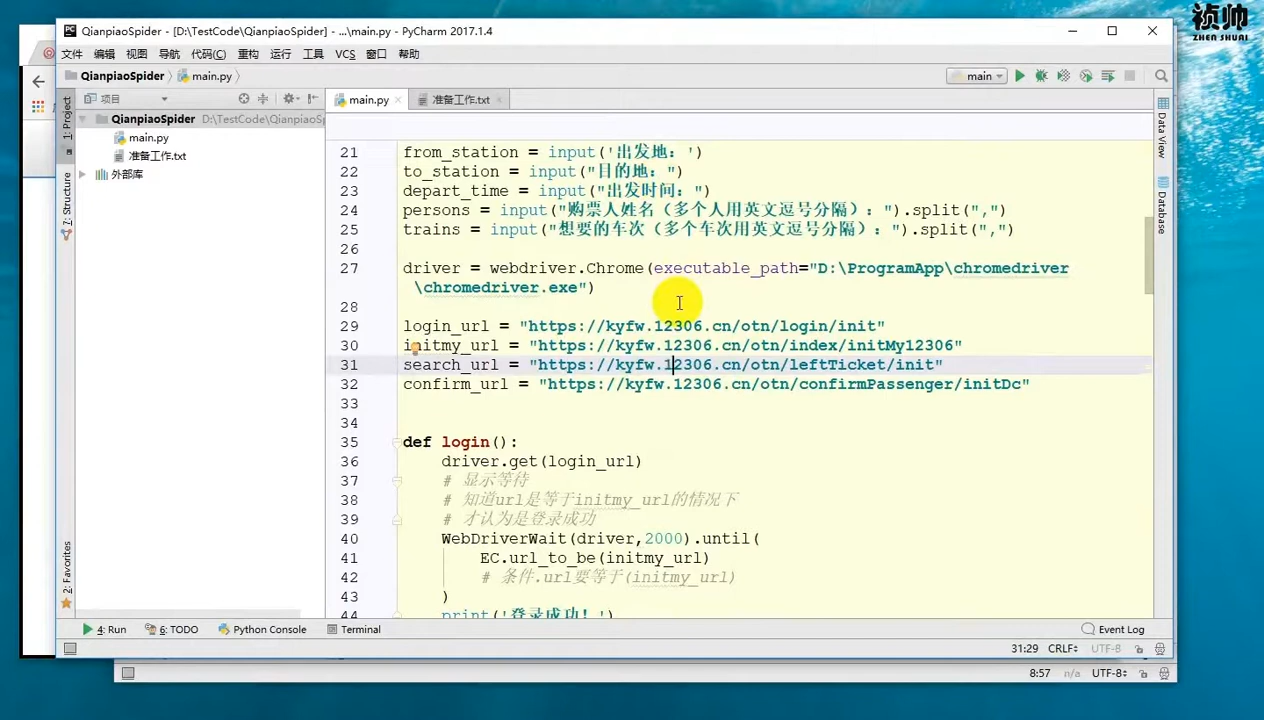 祯帅
ZHEN SHUAI
QianpiaoSpider - [D:\TestCode\QianpiaoSpider] - ...\main.py - PyCharm 2017.1.4
文件 编辑 视图 导航 代码(C) 重构 运行 工具 VCS 窗口 帮助
QianpiaoSpider main.py main
项目 main.py 准备工作.txt
1: Project
QianpiaoSpider D:\TestCode\QianpiaoSp
main.py
准备工作.txt
外部库
Z: Structure
2: Favorites
Data View
Database
21 from_station = input('出发地：')
22 to_station = input("目的地：")
23 depart_time = input("出发时间：")
24 persons = input("购票人姓名（多个人用英文逗号分隔）：").split(",")
25 trains = input("想要的车次（多个车次用英文逗号分隔）：").split(",")
26
27 driver = webdriver.Chrome(executable_path="D:\ProgramApp\chromedriver
\chromedriver.exe")
28
29 login_url = "https://kyfw.12306.cn/otn/login/init"
30 initmy_url = "https://kyfw.12306.cn/otn/index/initMy12306"
31 search_url = "https://kyfw.12306.cn/otn/leftTicket/init"
32 confirm_url = "https://kyfw.12306.cn/otn/confirmPassenger/initDc"
33
34
35 def login():
36 driver.get(login_url)
37 # 显示等待
38 # 知道url是等于initmy_url的情况下
39 # 才认为是登录成功
40 WebDriverWait(driver,2000).until(
41 EC.url_to_be(initmy_url)
42 # 条件.url要等于(initmy_url)
43 )
44 print('登录成功！')
4: Run 6: TODO Python Console Terminal Event Log
31:29 CRLF UTF-8
8:57 n/a UTF-8